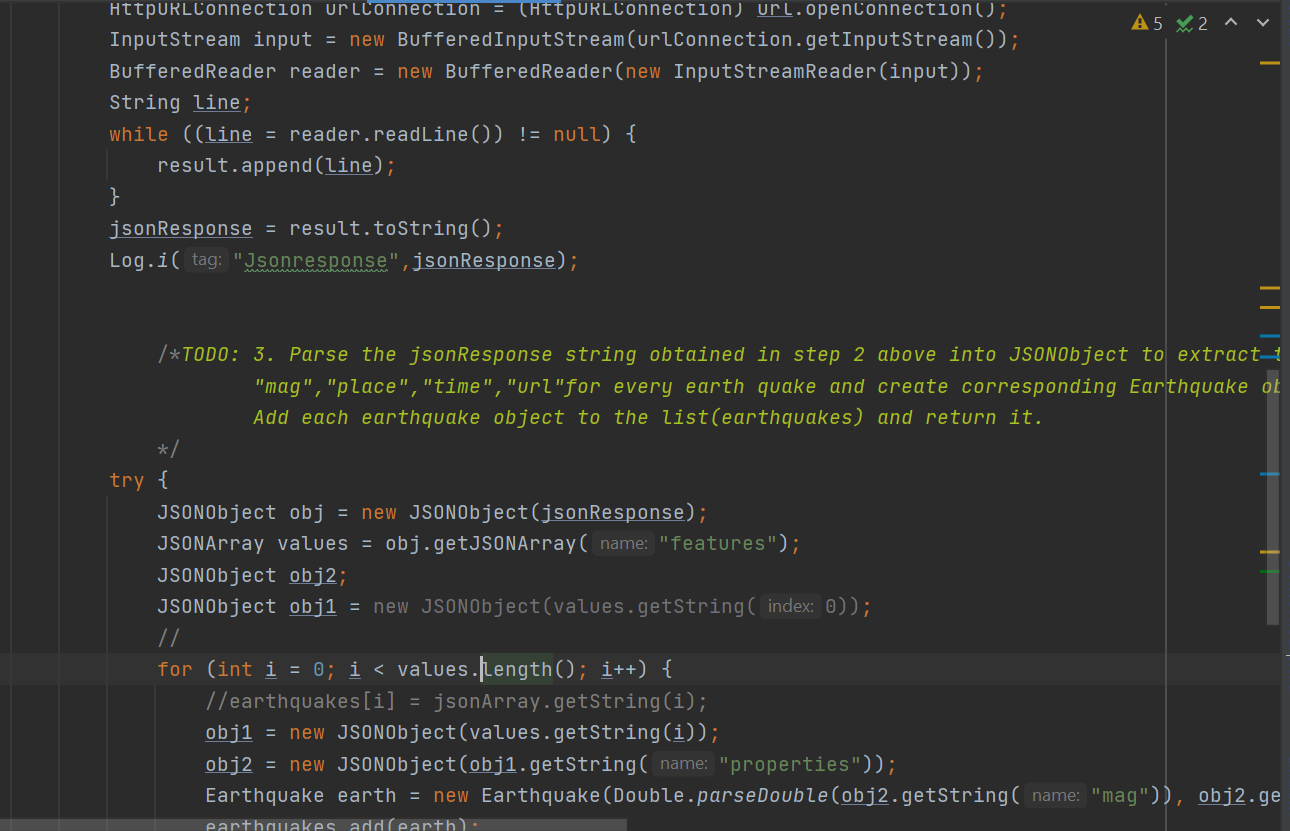 HttpURLConnection urlConnection = (HttpURLConnection) url.openConnection();
5 2
InputStream input = new BufferedInputStream(urlConnection.getInputStream());
BufferedReader reader = new BufferedReader(new InputStreamReader(input));
String line;
while ((line = reader.readLine()) != null) {
result.append(line);
}
jsonResponse = result.toString();
Log.i( tag: "Jsonresponse",jsonResponse);
/*TODO: 3. Parse the jsonResponse string obtained in step 2 above into JSONObject to extract
"mag","place","time","url"for every earth quake and create corresponding Earthquake
Add each earthquake object to the list(earthquakes) and return it.
*/
try {
JSONObject obj = new JSONObject(jsonResponse);
JSONArray values = obj.getJSONArray( name: "features");
JSONObject obj2;
JSONObject obj1 = new JSONObject(values.getString( index: 0));
//
for (int i = 0; i < values.length(); i++) {
//earthquakes[i] = jsonArray.getString(i);
obj1 = new JSONObject(values.getString(i));
obj2 = new JSONObject(obj1.getString( name: "properties"));
Earthquake earth = new Earthquake(Double.parseDouble(obj2.getString( name: "mag")), obj2.ge
earthquakes.add(earth);